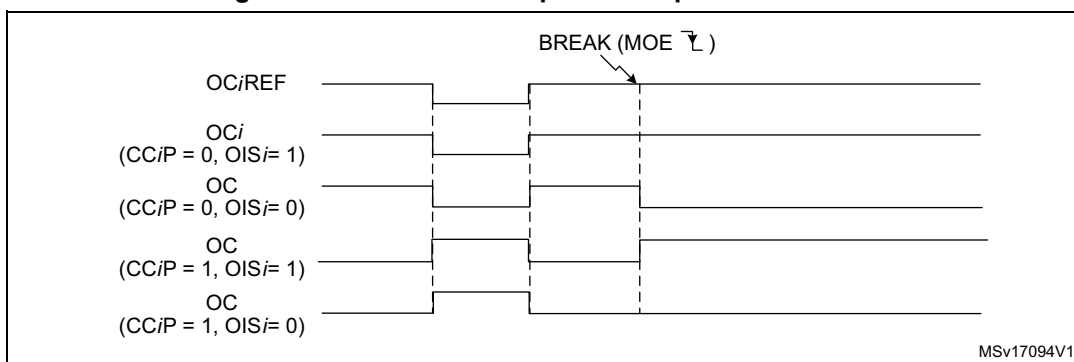 BREAK (MOE )
OCiREF
OCi
(CCiP = 0, OISi= 1)
OC
(CCiP = 0, OISi= 0)
OC
(CCiP = 1, OISi= 1)
OC
(CCiP = 1, OISi= 0)
MSv17094V1